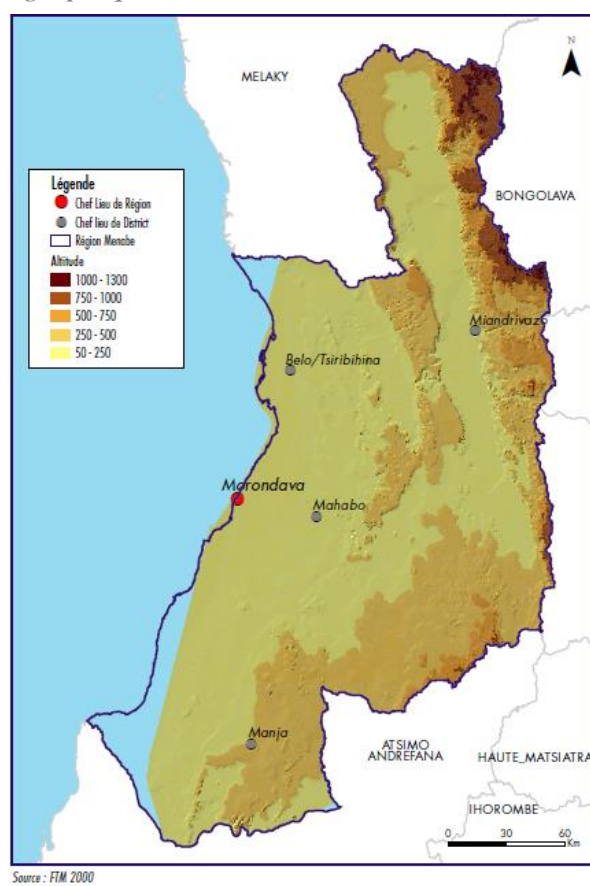 MELAKY
N
Légende
Chef Lieu de Région
Chef lieu de District
Région Menabe
Altitude
1000 - 1300
750 - 1000
500 - 750
250 - 500
50 - 250
BONGOLAVA
Miandrivazo
Belo/Tsiribihina
Morondava
Mahabo
Manja
ATSIMO
ANDREFANA
HAUTE_MATSIATRA
IHOROMBE
0 30 60
Km
Source : FTM 2000